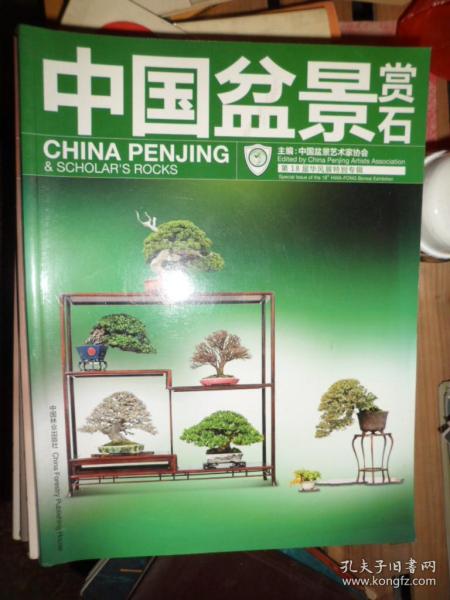 中国盆景赏石
CHINA PENJING
& SCHOLAR'S ROCKS
主编：中国盆景艺术家协会
Edited by China Penjing Artists Association
第18届华风展特别专辑
Special Issue of the 18th HWA-FONG Bonsai Exhibition
中国林业出版社 China Forestry Publishing House
孔夫子旧书网
www.kongfz.com